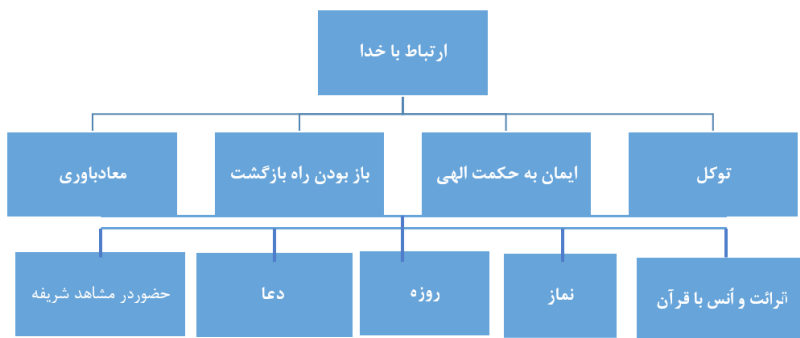 ارتباط با خدا
توکل
ایمان به حکمت الهی
باز بودن راه بازگشت
معادباوری
قرائت و اُنس با قرآن
نماز
روزه
دعا
حضوردر مشاهد شریفه